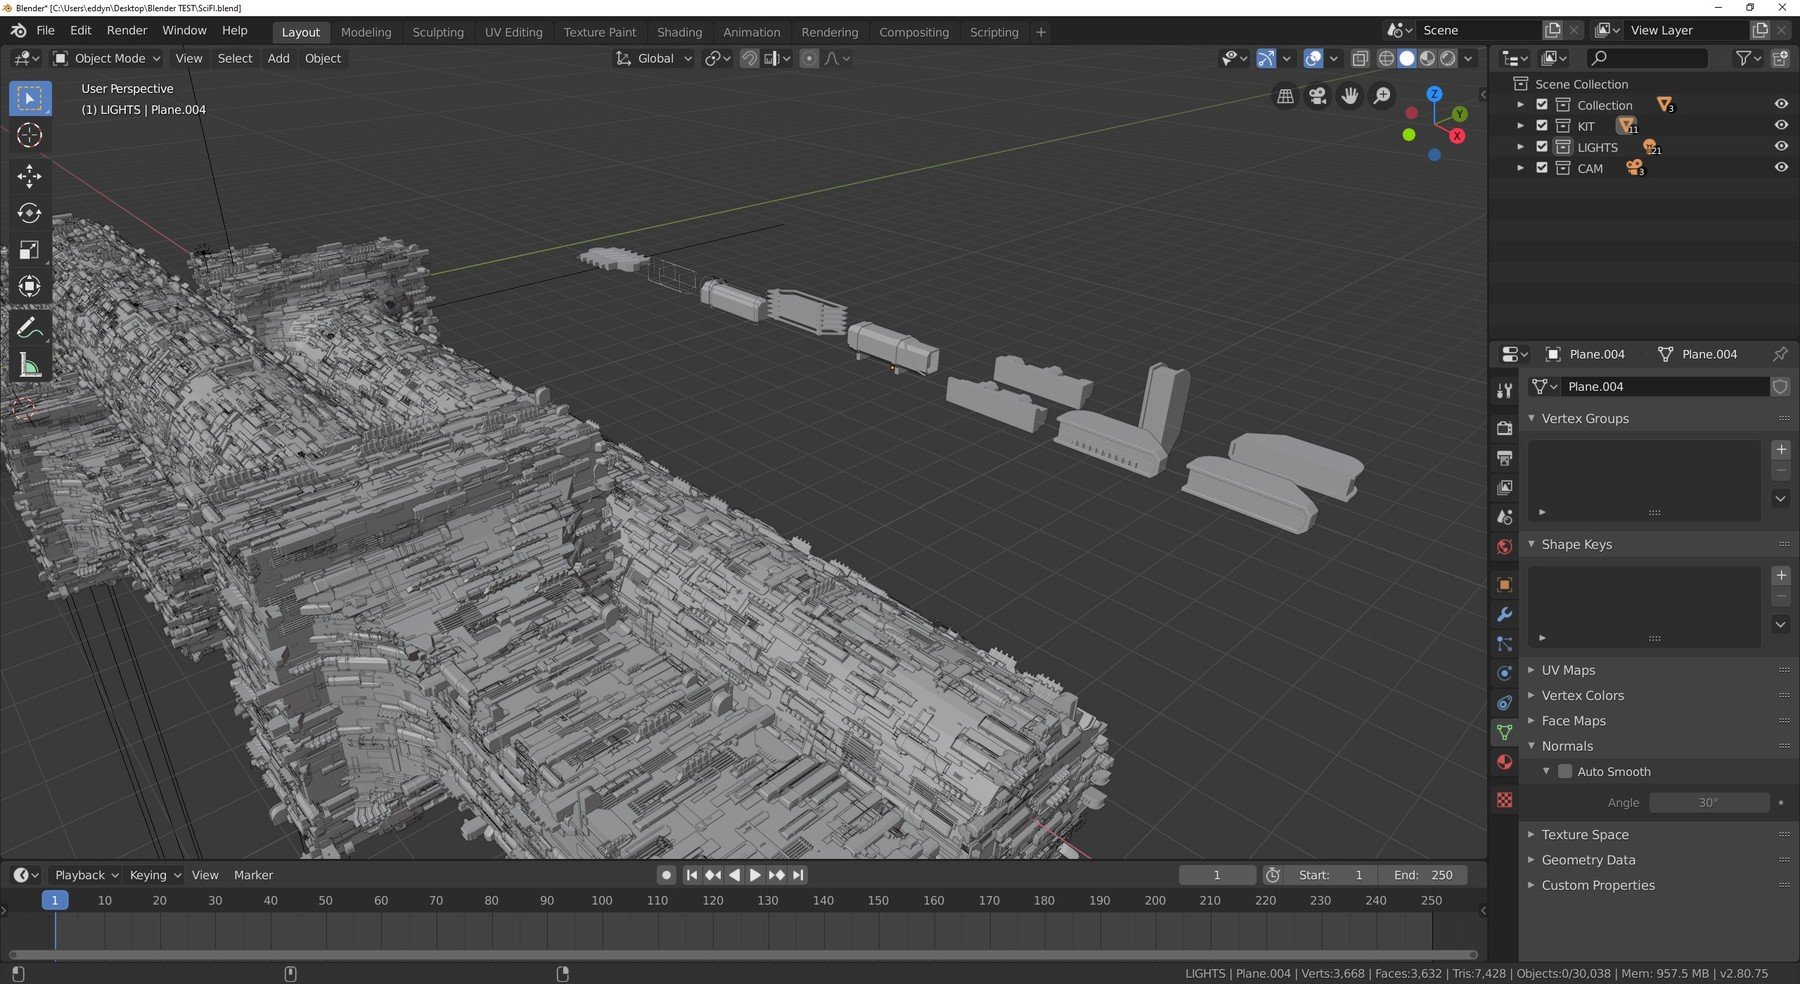 Blender* [C:\Users\eddyn\Desktop\Blender TEST\SciFI.blend]
File Edit Render Window Help Layout Modeling Sculpting UV Editing Texture Paint Shading Animation Rendering Compositing Scripting + Scene View Layer
Object Mode View Select Add Object Global
User Perspective
(1) LIGHTS | Plane.004
Z
Y
X
Scene Collection
Collection 3
KIT 11
LIGHTS 21
CAM 3
Plane.004 Plane.004
Plane.004
Vertex Groups
Shape Keys
UV Maps
Vertex Colors
Face Maps
Normals
Auto Smooth
Angle 30°
Texture Space
Geometry Data
Custom Properties
Playback Keying View Marker 1 Start: 1 End: 250
1 10 20 30 40 50 60 70 80 90 100 110 120 130 140 150 160 170 180 190 200 210 220 230 240 250
LIGHTS | Plane.004 | Verts:3,668 | Faces:3,632 | Tris:7,428 | Objects:0/30,038 | Mem: 957.5 MB | v2.80.75